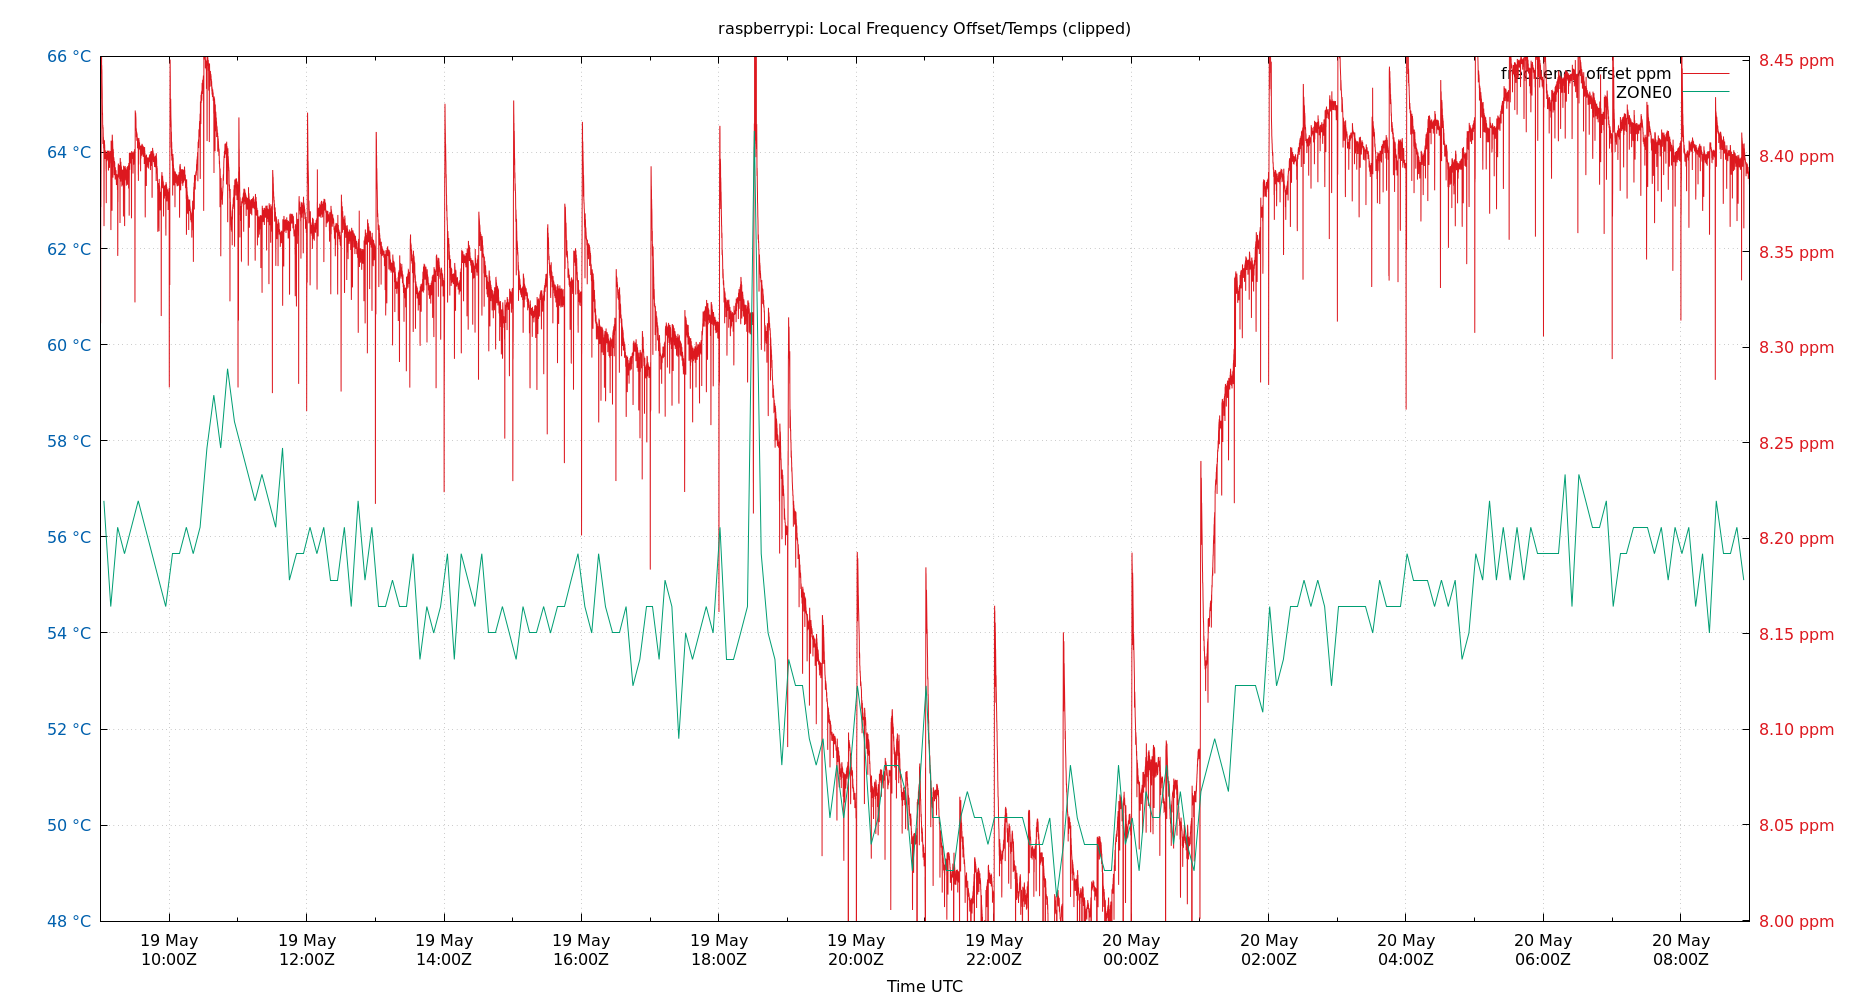 raspberrypi: Local Frequency Offset/Temps (clipped)
66 °C
64 °C
62 °C
60 °C
58 °C
56 °C
54 °C
52 °C
50 °C
48 °C
8.45 ppm
8.40 ppm
8.35 ppm
8.30 ppm
8.25 ppm
8.20 ppm
8.15 ppm
8.10 ppm
8.05 ppm
8.00 ppm
frequency offset ppm
ZONE0
19 May
10:00Z
19 May
12:00Z
19 May
14:00Z
19 May
16:00Z
19 May
18:00Z
19 May
20:00Z
19 May
22:00Z
20 May
00:00Z
20 May
02:00Z
20 May
04:00Z
20 May
06:00Z
20 May
08:00Z
Time UTC